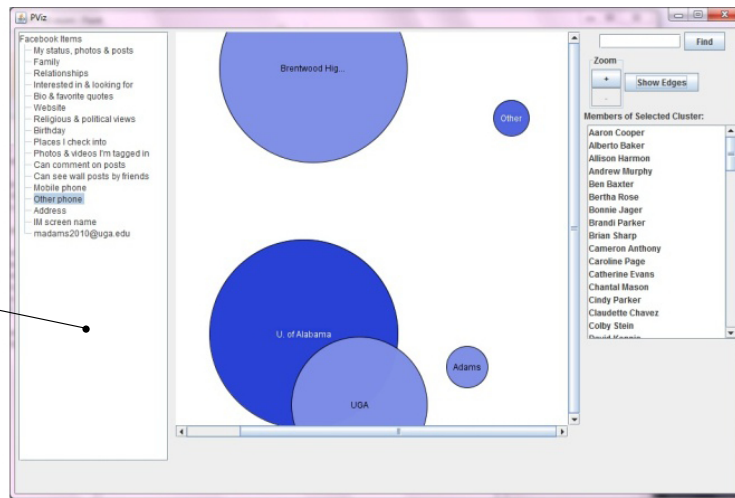 PViz
Facebook Items
My status, photos & posts
Family
Relationships
Interested in & looking for
Bio & favorite quotes
Website
Religious & political views
Birthday
Places I check into
Photos & videos I'm tagged in
Can comment on posts
Can see wall posts by friends
Mobile phone
Other phone
Address
IM screen name
madams2010@uga.edu
Brentwood Hig...
Other
U. of Alabama
Adams
UGA
Find
Zoom
+
-
Show Edges
Members of Selected Cluster:
Aaron Cooper
Alberto Baker
Allison Harmon
Andrew Murphy
Ben Baxter
Bertha Rose
Bonnie Jager
Brandi Parker
Brian Sharp
Cameron Anthony
Caroline Page
Catherine Evans
Chantal Mason
Cindy Parker
Claudette Chavez
Colby Stein